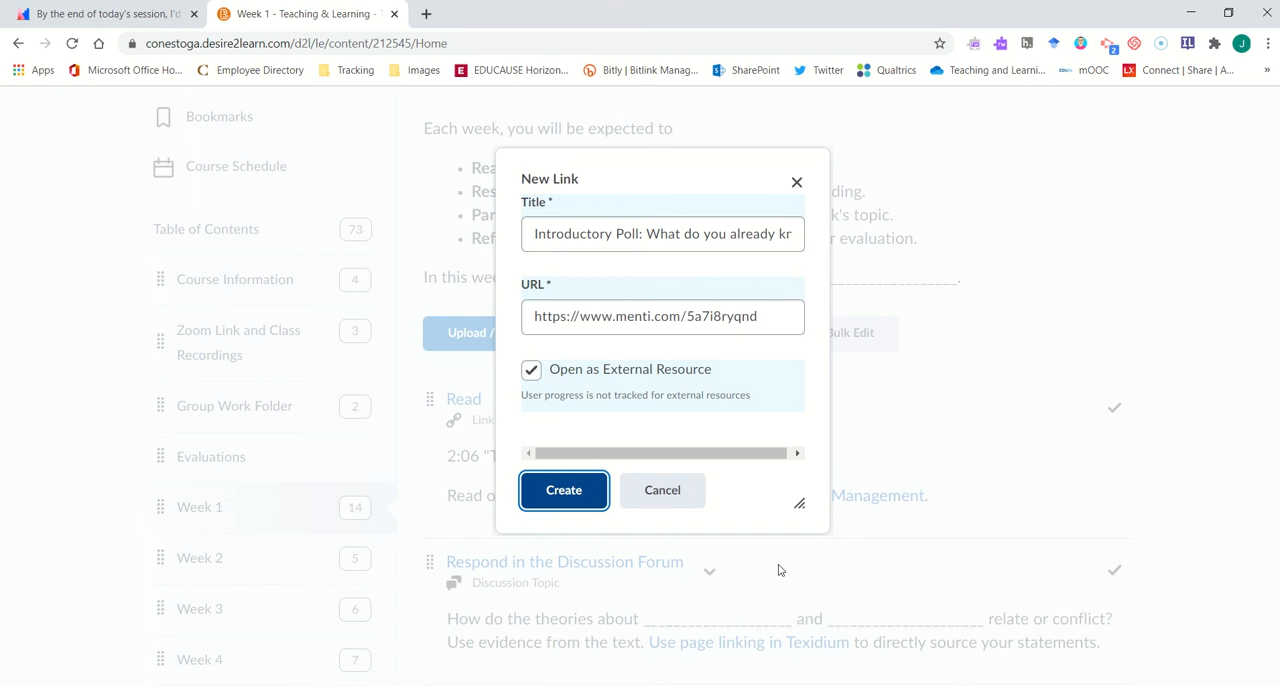 By the end of today's session, I'd
Week 1 - Teaching & Learning -
conestoga.desire2learn.com/d2l/le/content/212545/Home
2
J
Apps
Microsoft Office Ho...
Employee Directory
Tracking
Images
EDUCAUSE Horizon...
Bitly | Bitlink Manag...
SharePoint
Twitter
Qualtrics
Teaching and Learni...
mOOC
Connect | Share | A...
»
Bookmarks
Course Schedule
Table of Contents 73
Course Information 4
Zoom Link and Class Recordings 3
Group Work Folder 2
Evaluations
Week 1 14
Week 2 5
Week 3 6
Week 4 7
Each week, you will be expected to
• Rea
ding.
• Res
• Par
k's topic.
• Ref
r evaluation.
In this wee
_________________.
Upload /
Bulk Edit
New Link
Title *
Introductory Poll: What do you already kr
URL *
https://www.menti.com/5a7i8ryqnd
Open as External Resource
User progress is not tracked for external resources
Create
Cancel
Read
Link
2:06 "T
Read o
Management.
Respond in the Discussion Forum
Discussion Topic
How do the theories about ___________________ and ____________________ relate or conflict?
Use evidence from the text. Use page linking in Texidium to directly source your statements.